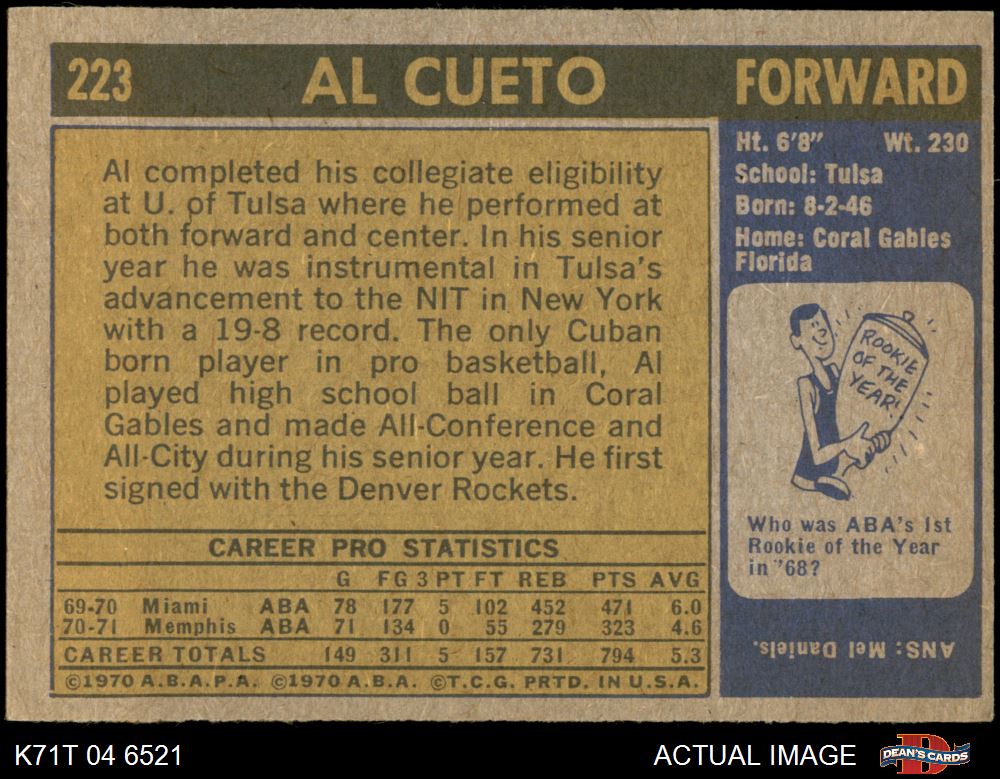 223 AL CUETO FORWARD
Al completed his collegiate eligibility
at U. of Tulsa where he performed at
both forward and center. In his senior
year he was instrumental in Tulsa's
advancement to the NIT in New York
with a 19-8 record. The only Cuban
born player in pro basketball, Al
played high school ball in Coral
Gables and made All-Conference and
All-City during his senior year. He first
signed with the Denver Rockets.
CAREER PRO STATISTICS
G FG 3 PT FT REB PTS AVG
69-70 Miami ABA 78 177 5 102 452 471 6.0
70-71 Memphis ABA 71 134 0 55 279 323 4.6
CAREER TOTALS 149 311 5 157 731 794 5.3
©1970 A.B.A.P.A. ©1970 A.B.A. ©T.C.G. PRTD. IN U.S.A.
Ht. 6'8" Wt. 230
School: Tulsa
Born: 8-2-46
Home: Coral Gables
Florida
ROOKIE
OF THE
YEAR!
Who was ABA's 1st
Rookie of the Year
in "68?
ANS: Mel Daniels.
K71T 04 6521 ACTUAL IMAGE DEAN'S CARDS